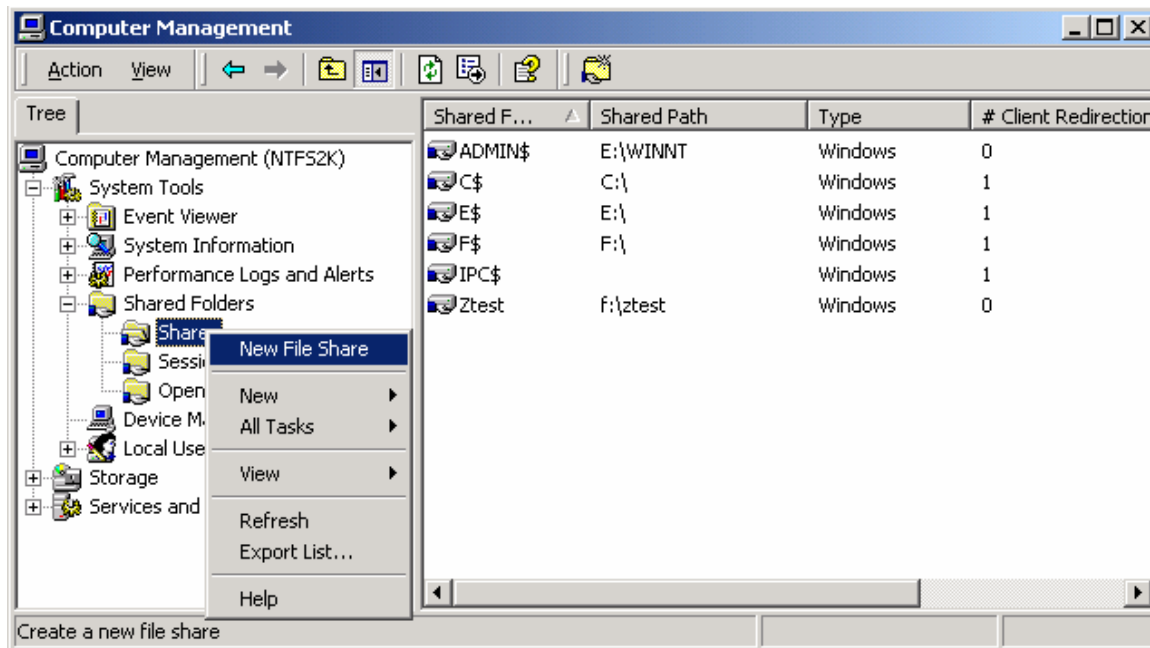 Computer Management
Action View
Tree
Shared F... Shared Path Type # Client Redirection
Computer Management (NTFS2K)
System Tools
Event Viewer
System Information
Performance Logs and Alerts
Shared Folders
Share
Sessi
Open
Device M
Local Use
Storage
Services and
ADMIN$ E:\WINNT Windows 0
C$ C:\ Windows 1
E$ E:\ Windows 1
F$ F:\ Windows 1
IPC$ Windows 1
Ztest f:\ztest Windows 0
New File Share
New
All Tasks
View
Refresh
Export List...
Help
Create a new file share